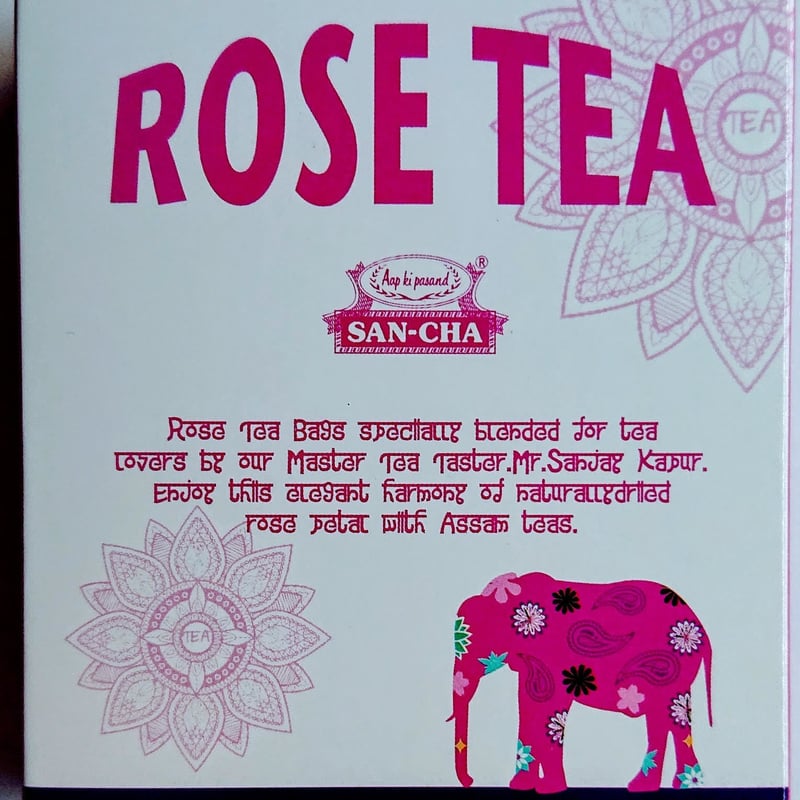 ROSE TEA
TEA
Aap ki pasand ®
SAN-CHA
Rose Tea Bags specially blended for tea
lovers by our Master Tea Taster.Mr.Sanjay Kapur.
Enjoy this elegant harmony of naturallydried
rose petal with Assam teas.
TEA